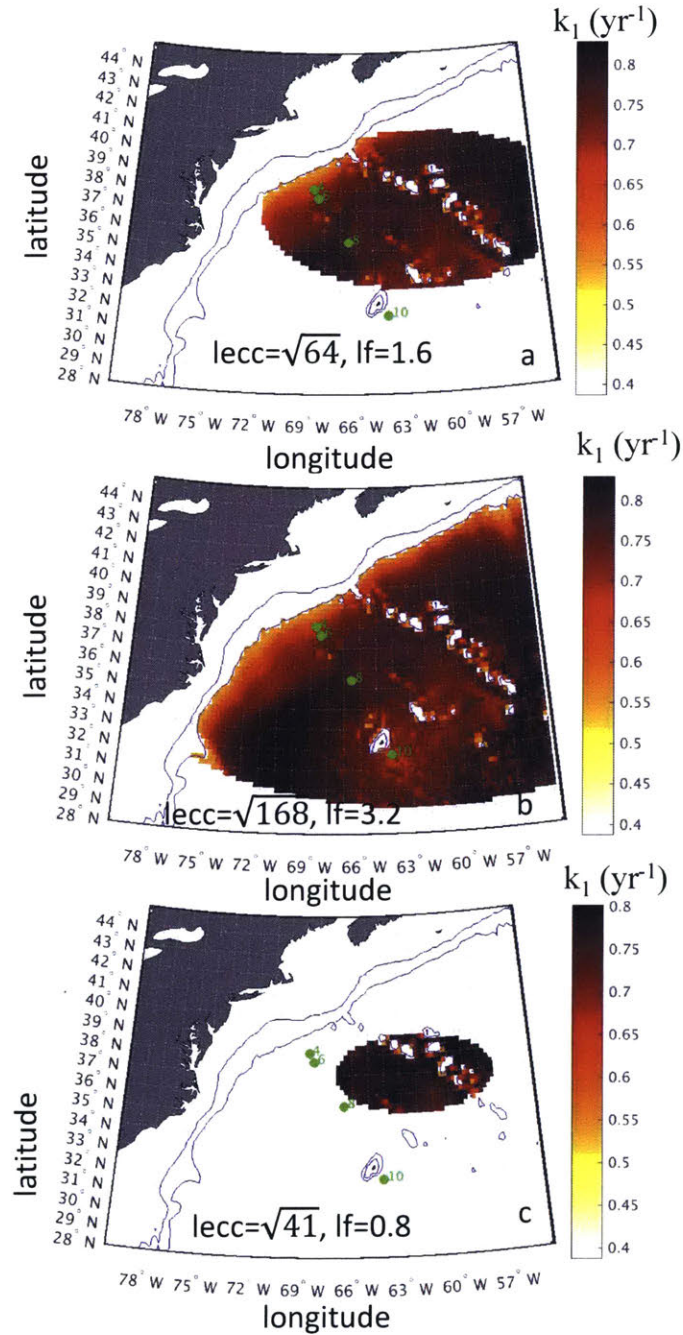 k₁ (yr⁻¹)
44° N
43° N
42° N
41° N
40° N
39° N
38° N
37° N
36° N
35° N
34° N
33° N
32° N
31° N
30° N
29° N
28° N
latitude
0.8
0.75
0.7
0.65
0.6
0.55
0.5
0.45
0.4
8
10
lecc=√64, lf=1.6
a
78° W 75° W 72° W 69° W 66° W 63° W 60° W 57° W
longitude
k₁ (yr⁻¹)
44° N
43° N
42° N
41° N
40° N
39° N
38° N
37° N
36° N
35° N
34° N
33° N
32° N
31° N
30° N
29° N
28° N
latitude
0.8
0.75
0.7
0.65
0.6
0.55
0.5
0.45
0.4
8
10
lecc=√168, lf=3.2
b
78° W 75° W 72° W 69° W 66° W 63° W 60° W 57° W
longitude
k₁ (yr⁻¹)
44° N
43° N
42° N
41° N
40° N
39° N
38° N
37° N
36° N
35° N
34° N
33° N
32° N
31° N
30° N
29° N
28° N
latitude
0.8
0.75
0.7
0.65
0.6
0.55
0.5
0.45
0.4
4
6
8
10
lecc=√41, lf=0.8
c
78° W 75° W 72° W 69° W 66° W 63° W 60° W 57° W
longitude